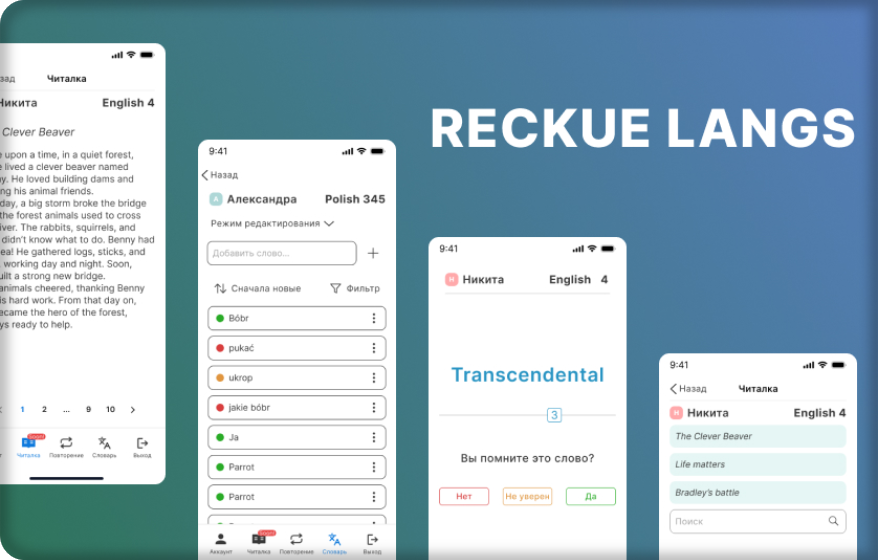 RECKUE LANGS
зад
Читалка
Никита
English 4
Clever Beaver
upon a time, in a quiet forest,
lived a clever beaver named
ny. He loved building dams and
ng his animal friends.
day, a big storm broke the bridge
the forest animals used to cross
iver. The rabbits, squirrels, and
didn't know what to do. Benny had
ea! He gathered logs, sticks, and
working day and night. Soon,
uilt a strong new bridge.
animals cheered, thanking Benny
is hard work. From that day on,
ecame the hero of the forest,
ys ready to help.
1 2 ... 9 10
Читалка
Повторение
Словарь
Выход
9:41
Назад
А Александра
Polish 345
Режим редактирования
Добавить слово...
Сначала новые
Фильтр
Bóbr
pukać
ukrop
jakie bóbr
Ja
Parrot
Parrot
Аккаунт
Читалка
Повторение
Словарь
Выход
9:41
Н Никита
English 4
Transcendental
3
Вы помните это слово?
Нет
Не уверен
Да
9:41
Назад
Читалка
Н Никита
English 4
The Clever Beaver
Life matters
Bradley's battle
Поиск